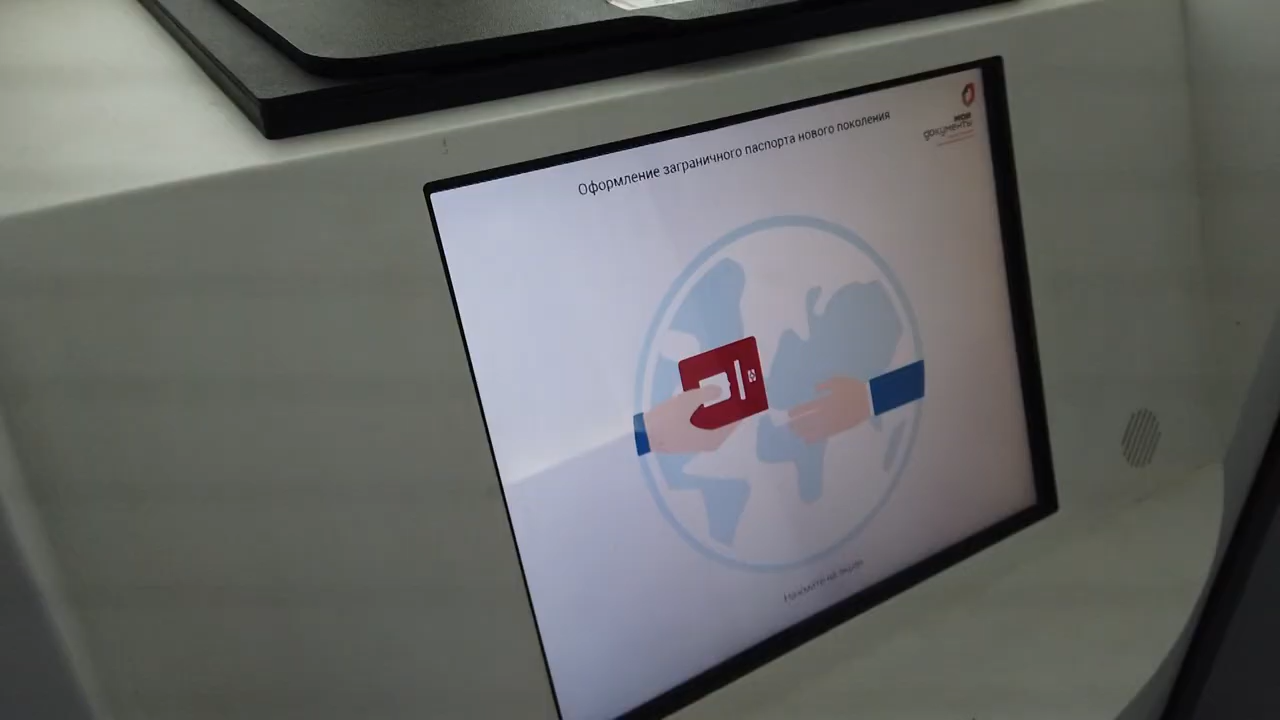 Оформление заграничного паспорта нового поколения
мои
документы
Нажмите на экран